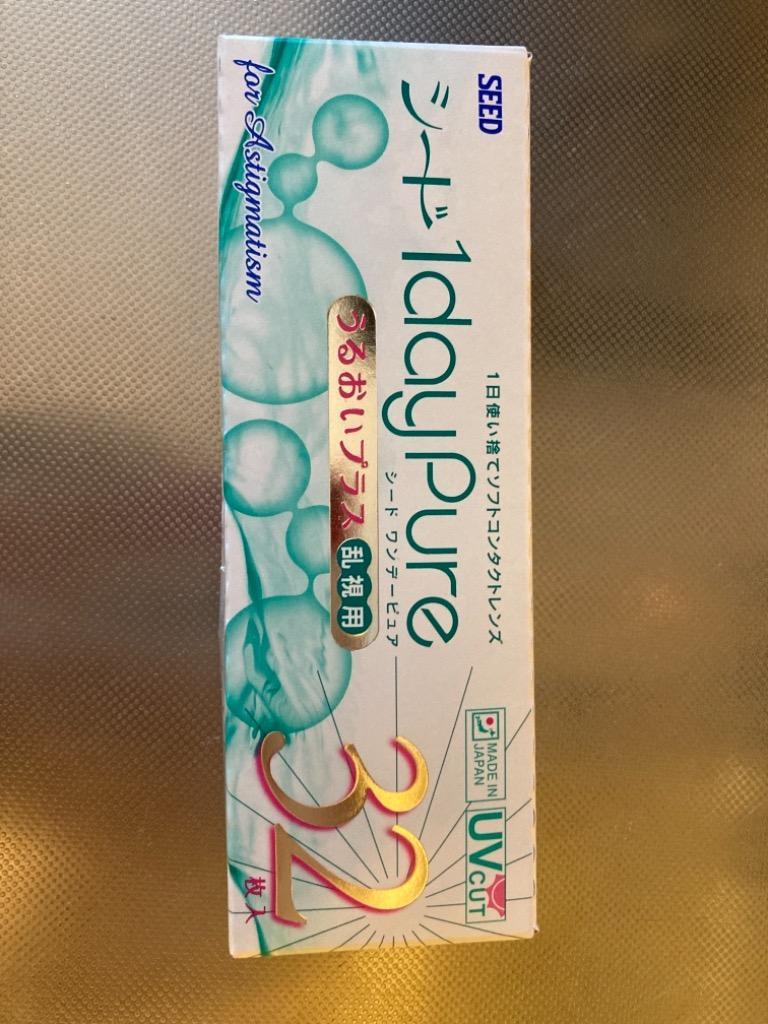 SEED
1日使い捨てソフトコンタクトレンズ
シード 1dayPure
シード ワンデーピュア
うるおいプラス 乱視用
for Astigmatism
MADE IN
JAPAN
UV CUT
32枚入